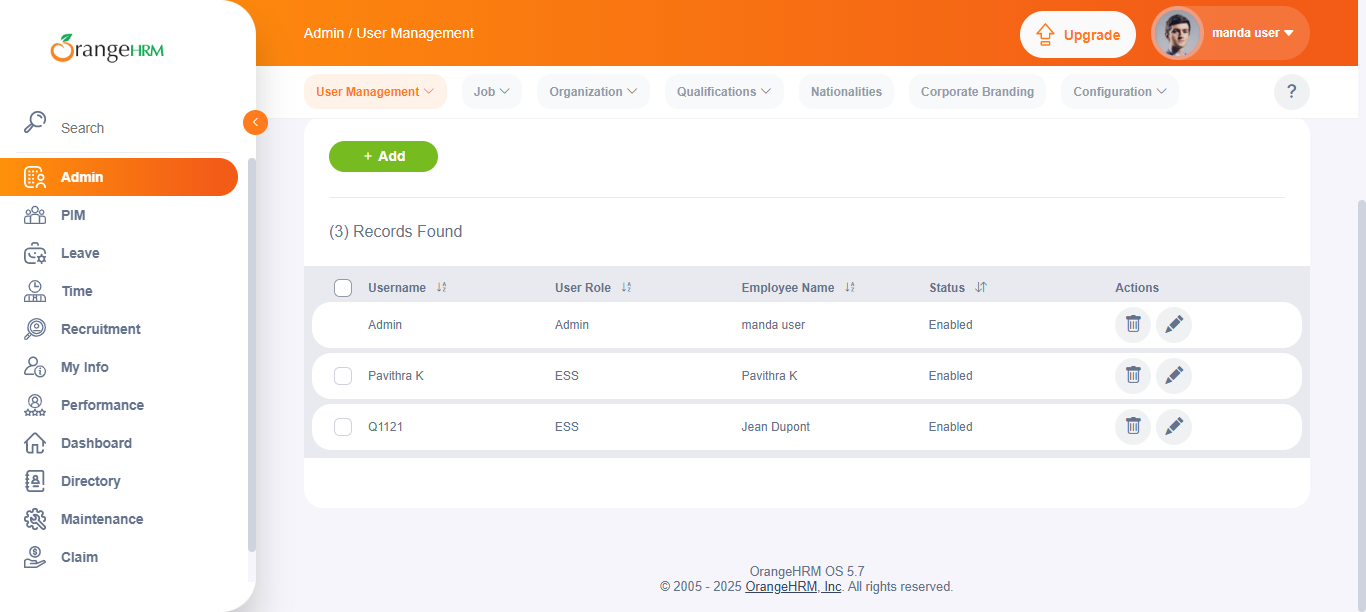 OrangeHRM
Search
Admin
PIM
Leave
Time
Recruitment
My Info
Performance
Dashboard
Directory
Maintenance
Claim
Admin / User Management
Upgrade
manda user
User Management
Job
Organization
Qualifications
Nationalities
Corporate Branding
Configuration
?
+ Add
(3) Records Found
Username User Role Employee Name Status Actions
Admin Admin manda user Enabled
Pavithra K ESS Pavithra K Enabled
Q1121 ESS Jean Dupont Enabled
OrangeHRM OS 5.7
© 2005 - 2025 OrangeHRM, Inc. All rights reserved.